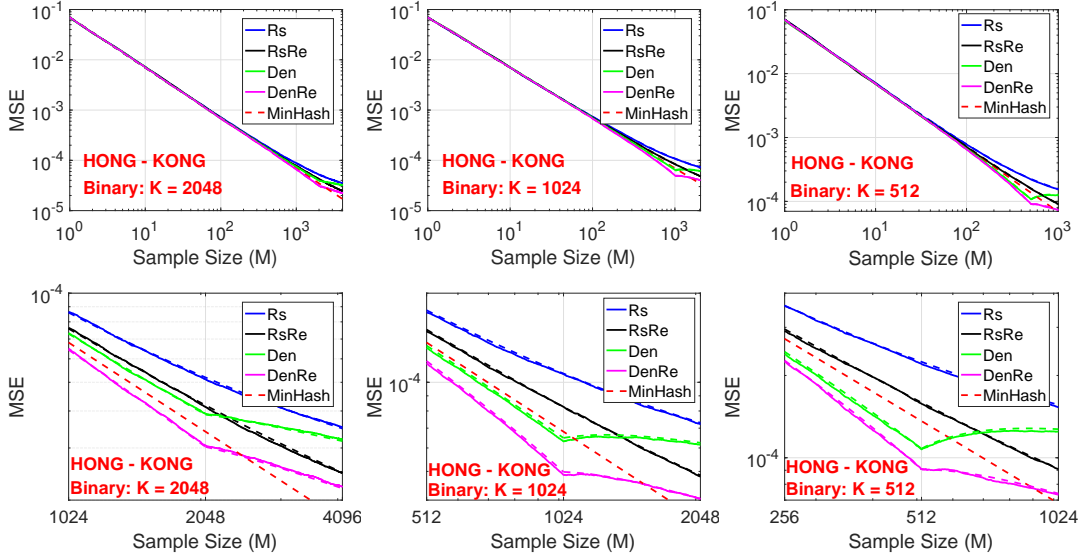 MSE
10^-1
10^-2
10^-3
10^-4
10^-5
Rs
RsRe
Den
DenRe
MinHash
HONG - KONG
Binary: K = 2048
10^0 10^1 10^2 10^3
Sample Size (M)
MSE
10^-1
10^-2
10^-3
10^-4
10^-5
Rs
RsRe
Den
DenRe
MinHash
HONG - KONG
Binary: K = 1024
10^0 10^1 10^2 10^3
Sample Size (M)
MSE
10^-1
10^-2
10^-3
10^-4
Rs
RsRe
Den
DenRe
MinHash
HONG - KONG
Binary: K = 512
10^0 10^1 10^2 10^3
Sample Size (M)
MSE
10^-4
Rs
RsRe
Den
DenRe
MinHash
HONG - KONG
Binary: K = 2048
1024 2048 4096
Sample Size (M)
MSE
10^-4
Rs
RsRe
Den
DenRe
MinHash
HONG - KONG
Binary: K = 1024
512 1024 2048
Sample Size (M)
MSE
10^-4
Rs
RsRe
Den
DenRe
MinHash
HONG - KONG
Binary: K = 512
256 512 1024
Sample Size (M)